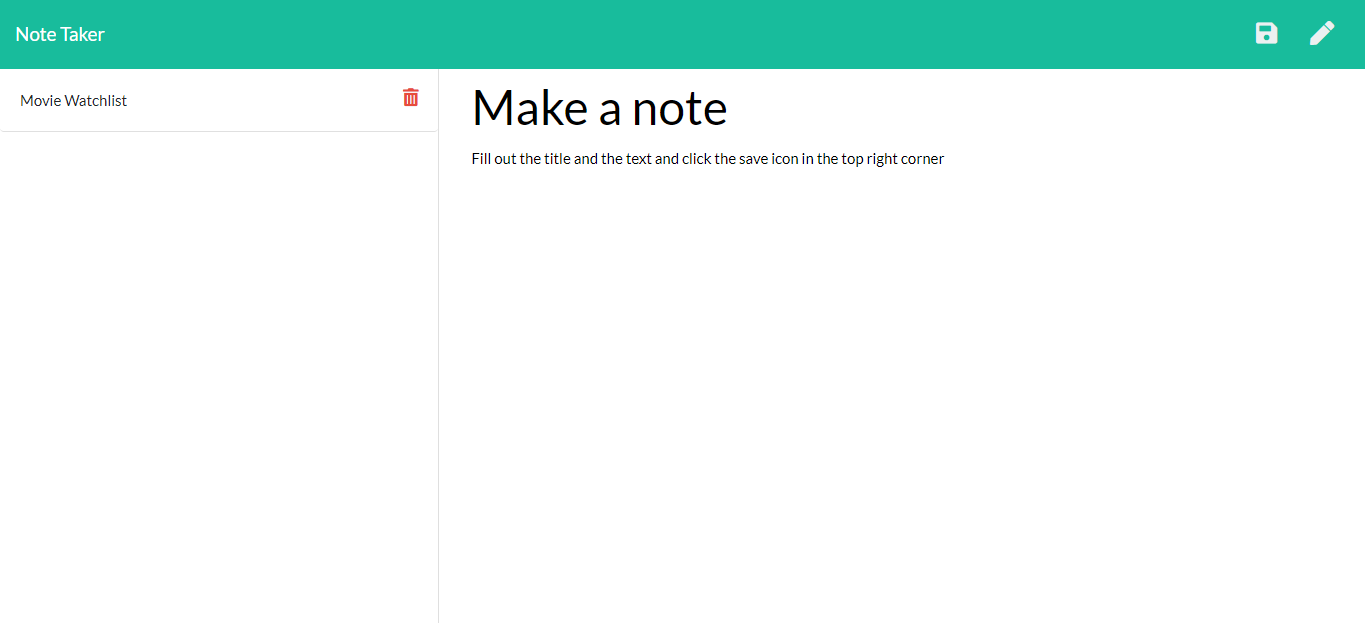 Note Taker
Movie Watchlist
Make a note
Fill out the title and the text and click the save icon in the top right corner